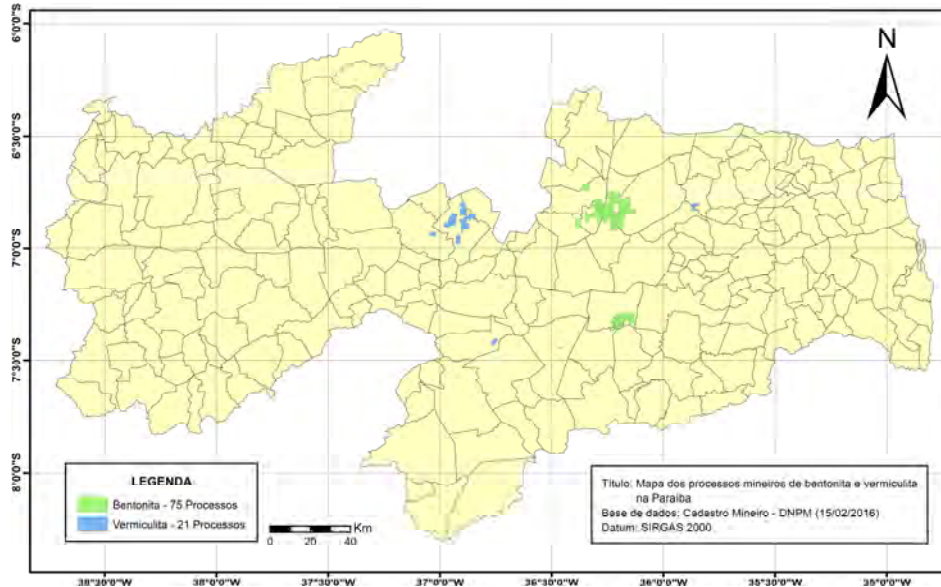 6°0'0"S
N
6°30'0"S
7°0'0"S
7°30'0"S
8°0'0"S
LEGENDA
Bentonita - 75 Processos
Vermiculita - 21 Processos
Km
0 20 40
Título: Mapa dos processos mineiros de bentonita e vermiculita
na Paraíba
Base de dados: Cadastro Mineiro - DNPM (15/02/2016)
Datum: SIRGAS 2000
38°30'0"W 38°0'0"W 37°30'0"W 37°0'0"W 36°30'0"W 36°0'0"W 35°30'0"W 35°0'0"W